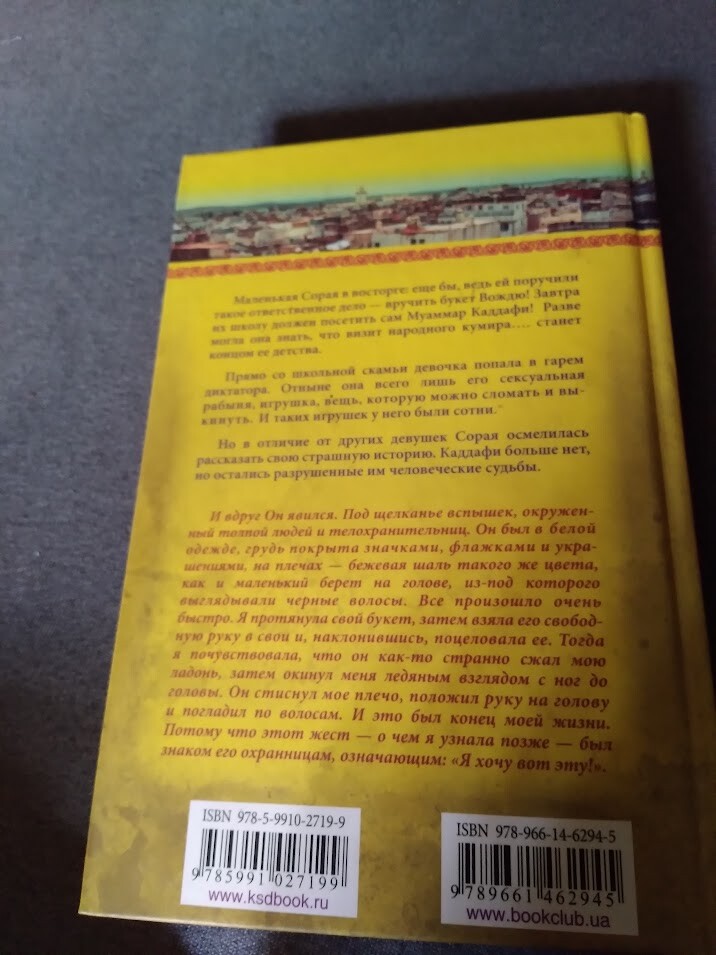 Маленькая Сорая в восторге: еще бы, ведь ей поручили
такое ответственное дело — вручить букет Вождю! Завтра
их школу должен посетить сам Муаммар Каддафи! Разве
могла она знать, что визит народного кумира.... станет
концом ее детства.
Прямо со школьной скамьи девочка попала в гарем
диктатора. Отныне она всего лишь его сексуальная
рабыня, игрушка, вещь, которую можно сломать и вы-
кинуть. И таких игрушек у него были сотни.
Но в отличие от других девушек Сорая осмелилась
рассказать свою страшную историю. Каддафи больше нет,
но остались разрушенные им человеческие судьбы.
И вдруг Он явился. Под щелканье вспышек, окружен-
ный толпой людей и телохранительниц. Он был в белой
одежде, грудь покрыта значками, флажками и укра-
шениями, на плечах — бежевая шаль такого же цвета,
как и маленький берет на голове, из-под которого
выглядывали черные волосы. Все произошло очень
быстро. Я протянула свой букет, затем взяла его свобод-
ную руку в свои и, наклонившись, поцеловала ее. Тогда
я почувствовала, что он как-то странно сжал мою
ладонь, затем окинул меня ледяным взглядом с ног до
головы. Он стиснул мое плечо, положил руку на голову
и погладил по волосам. И это был конец моей жизни.
Потому что этот жест — о чем я узнала позже — был
знаком его охранницам, означающим: «Я хочу вот эту!».
ISBN 978-5-9910-2719-9
9 785991 027199
www.ksdbook.ru
ISBN 978-966-14-6294-5
9 789661 462945
www.bookclub.ua